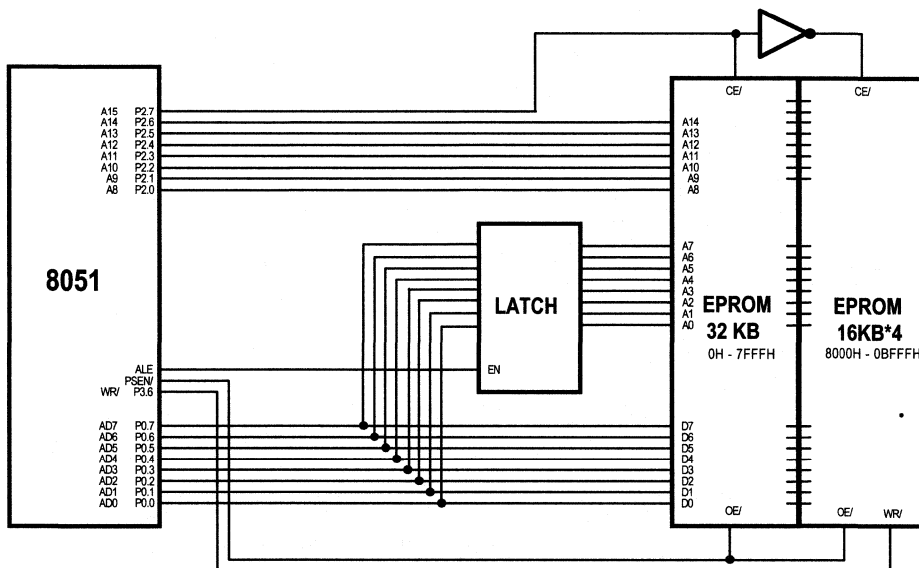 CE/
CE/
A15 P2.7
A14 P2.6
A13 P2.5
A12 P2.4
A11 P2.3
A10 P2.2
A9 P2.1
A8 P2.0
A14
A13
A12
A11
A10
A9
A8
8051
LATCH
EN
A7
A6
A5
A4
A3
A2
A1
A0
EPROM
32 KB
0H - 7FFFH
EPROM
16KB*4
8000H - 0BFFFH
ALE
PSEN/
WR/ P3.6
AD7 P0.7
AD6 P0.6
AD5 P0.5
AD4 P0.4
AD3 P0.3
AD2 P0.2
AD1 P0.1
AD0 P0.0
D7
D6
D5
D4
D3
D2
D1
D0
OE/
OE/
WR/